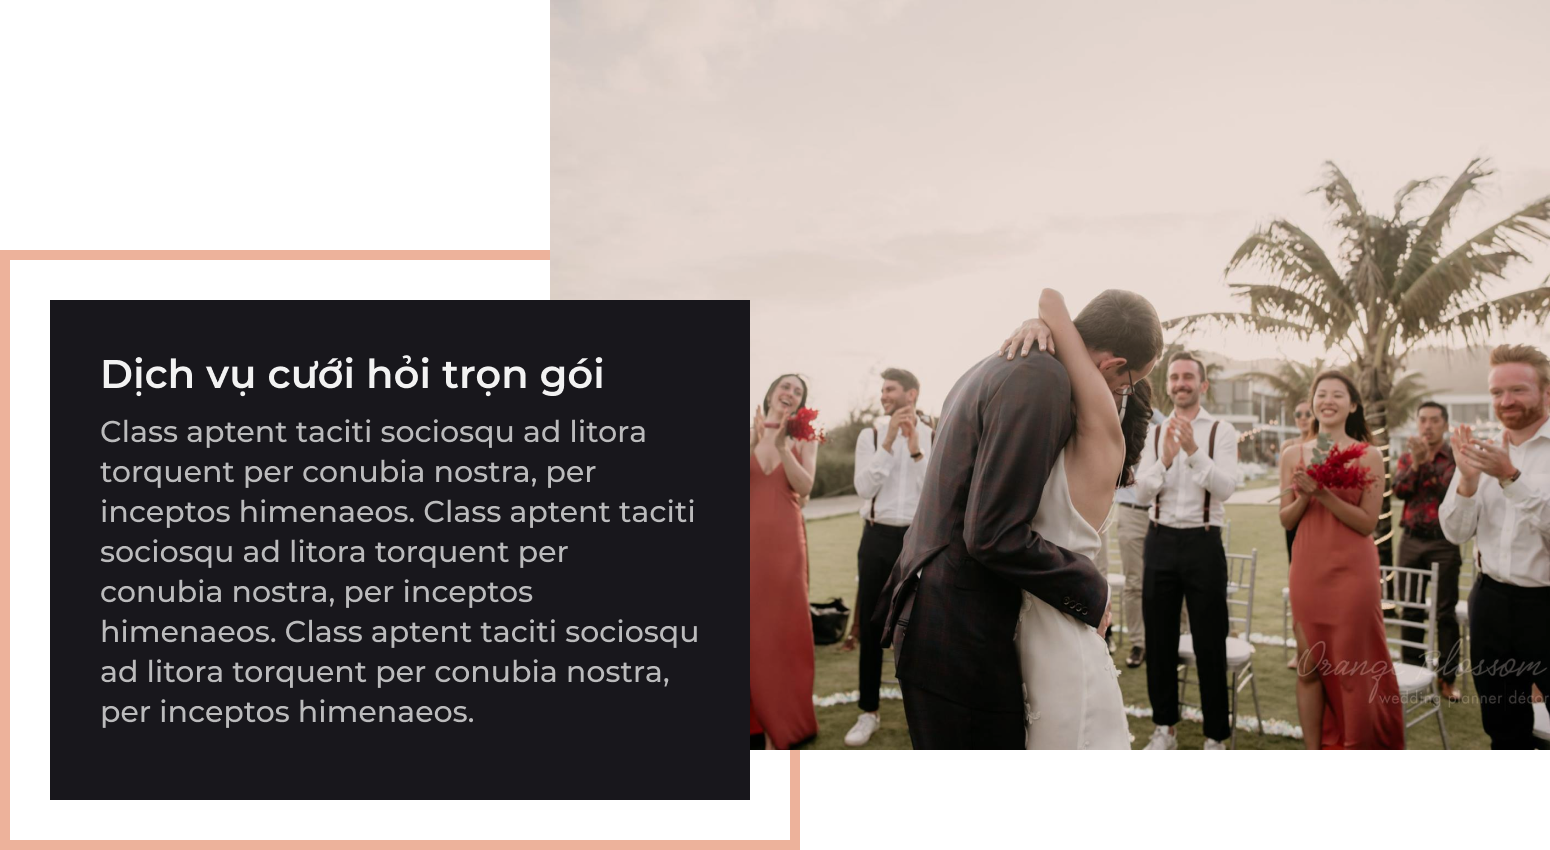 Dịch vụ cưới hỏi trọn gói
Class aptent taciti sociosqu ad litora
torquent per conubia nostra, per
inceptos himenaeos. Class aptent taciti
sociosqu ad litora torquent per
conubia nostra, per inceptos
himenaeos. Class aptent taciti sociosqu
ad litora torquent per conubia nostra,
per inceptos himenaeos.
Orange Blossom
wedding planner décor